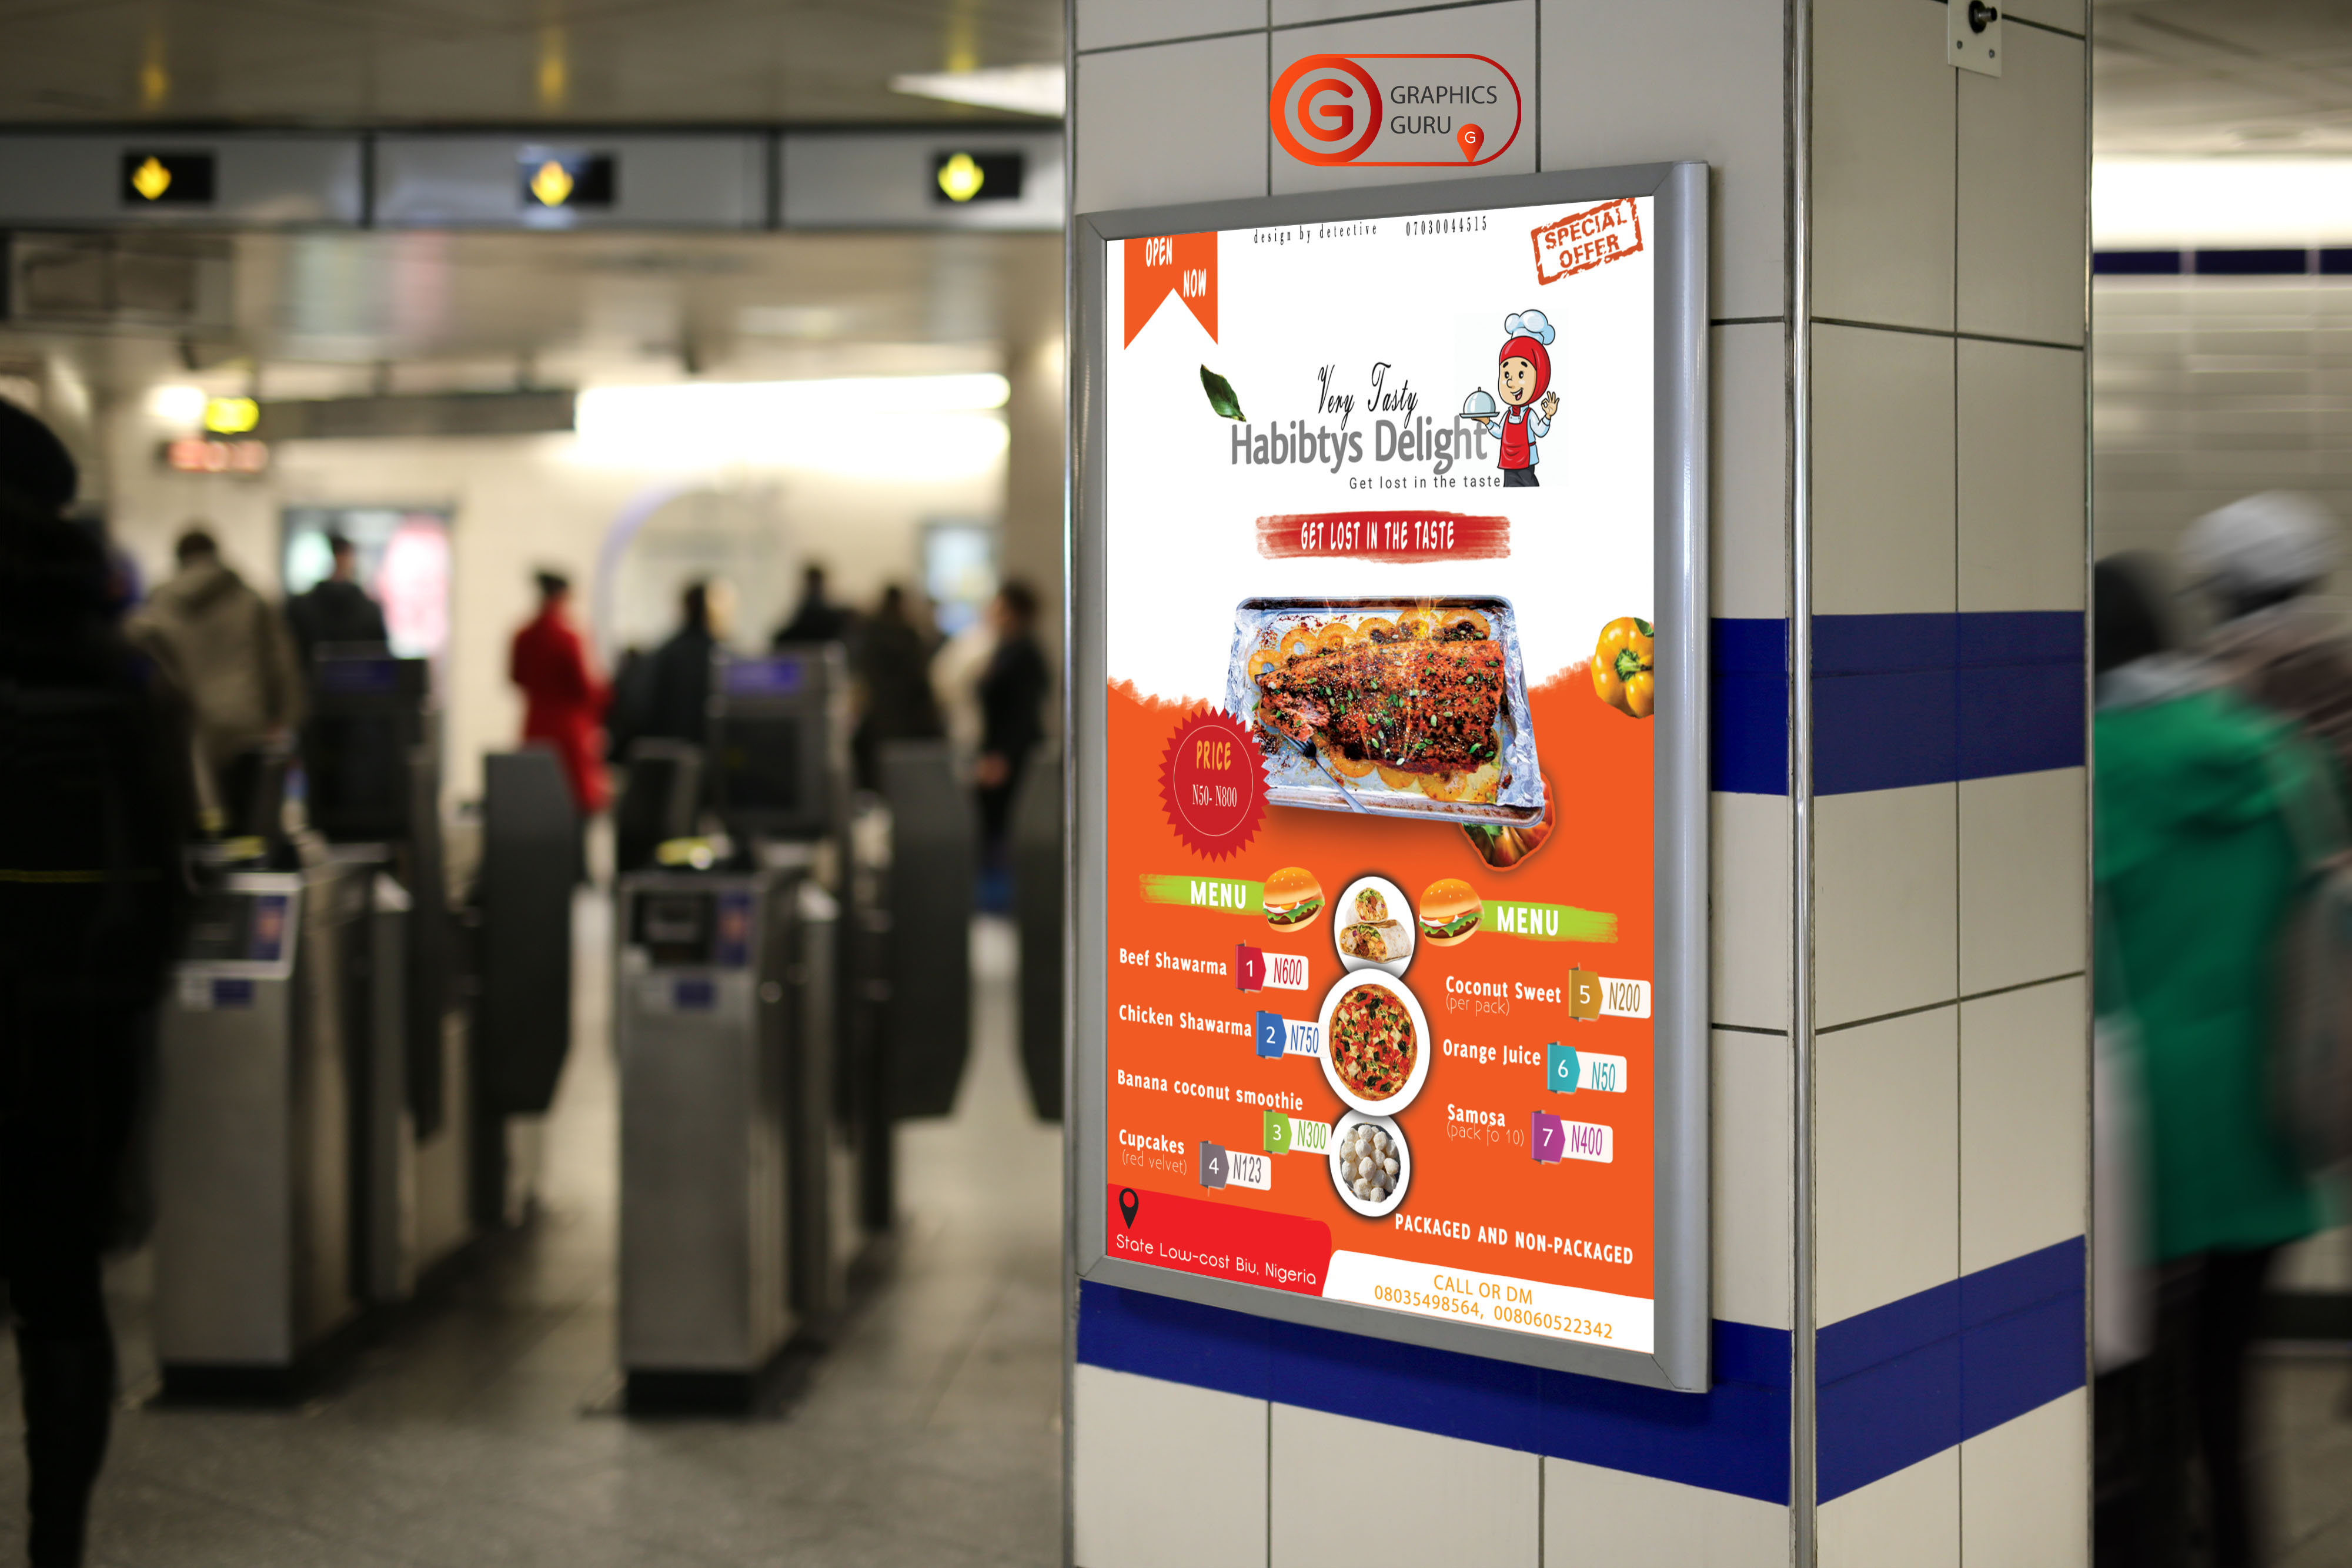 G
GRAPHICS
GURU
G
design by detective 07030044515
OPEN
NOW
SPECIAL
OFFER
Very Tasty
Habibtys Delight
Get lost in the taste
GET LOST IN THE TASTE
PRICE
N50- N800
MENU
Beef Shawarma 1 N600
Chicken Shawarma 2 N750
Banana coconut smoothie
3 N300
Cupcakes
(red velvet) 4 N123
MENU
Coconut Sweet 5 N200
(per pack)
Orange Juice 6 N50
Samosa
(pack fo 10) 7 N400
PACKAGED AND NON-PACKAGED
State Low-cost Biu, Nigeria
CALL OR DM
08035498564, 008060522342